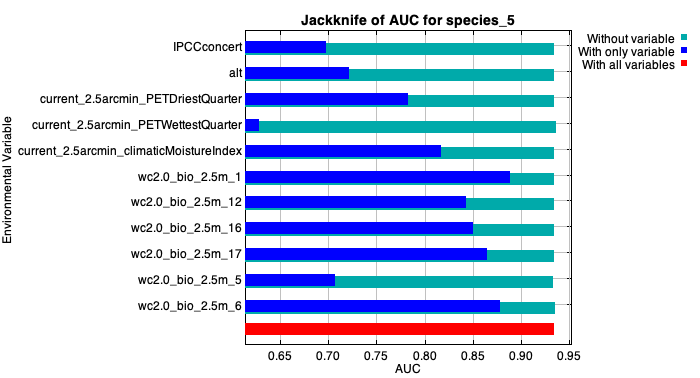 Jackknife of AUC for species_5
Without variable
With only variable
With all variables
Environmental Variable
IPCCconcert
alt
current_2.5arcmin_PETDriestQuarter
current_2.5arcmin_PETWettestQuarter
current_2.5arcmin_climaticMoistureIndex
wc2.0_bio_2.5m_1
wc2.0_bio_2.5m_12
wc2.0_bio_2.5m_16
wc2.0_bio_2.5m_17
wc2.0_bio_2.5m_5
wc2.0_bio_2.5m_6
0.65 0.70 0.75 0.80 0.85 0.90 0.95
AUC